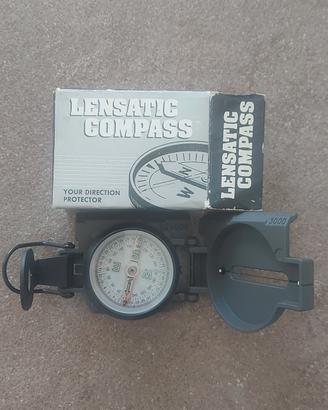 LENSATIC
COMPASS
YOUR DIRECTION
PROTECTOR
W N
LENSATIC
COMPASS
3000